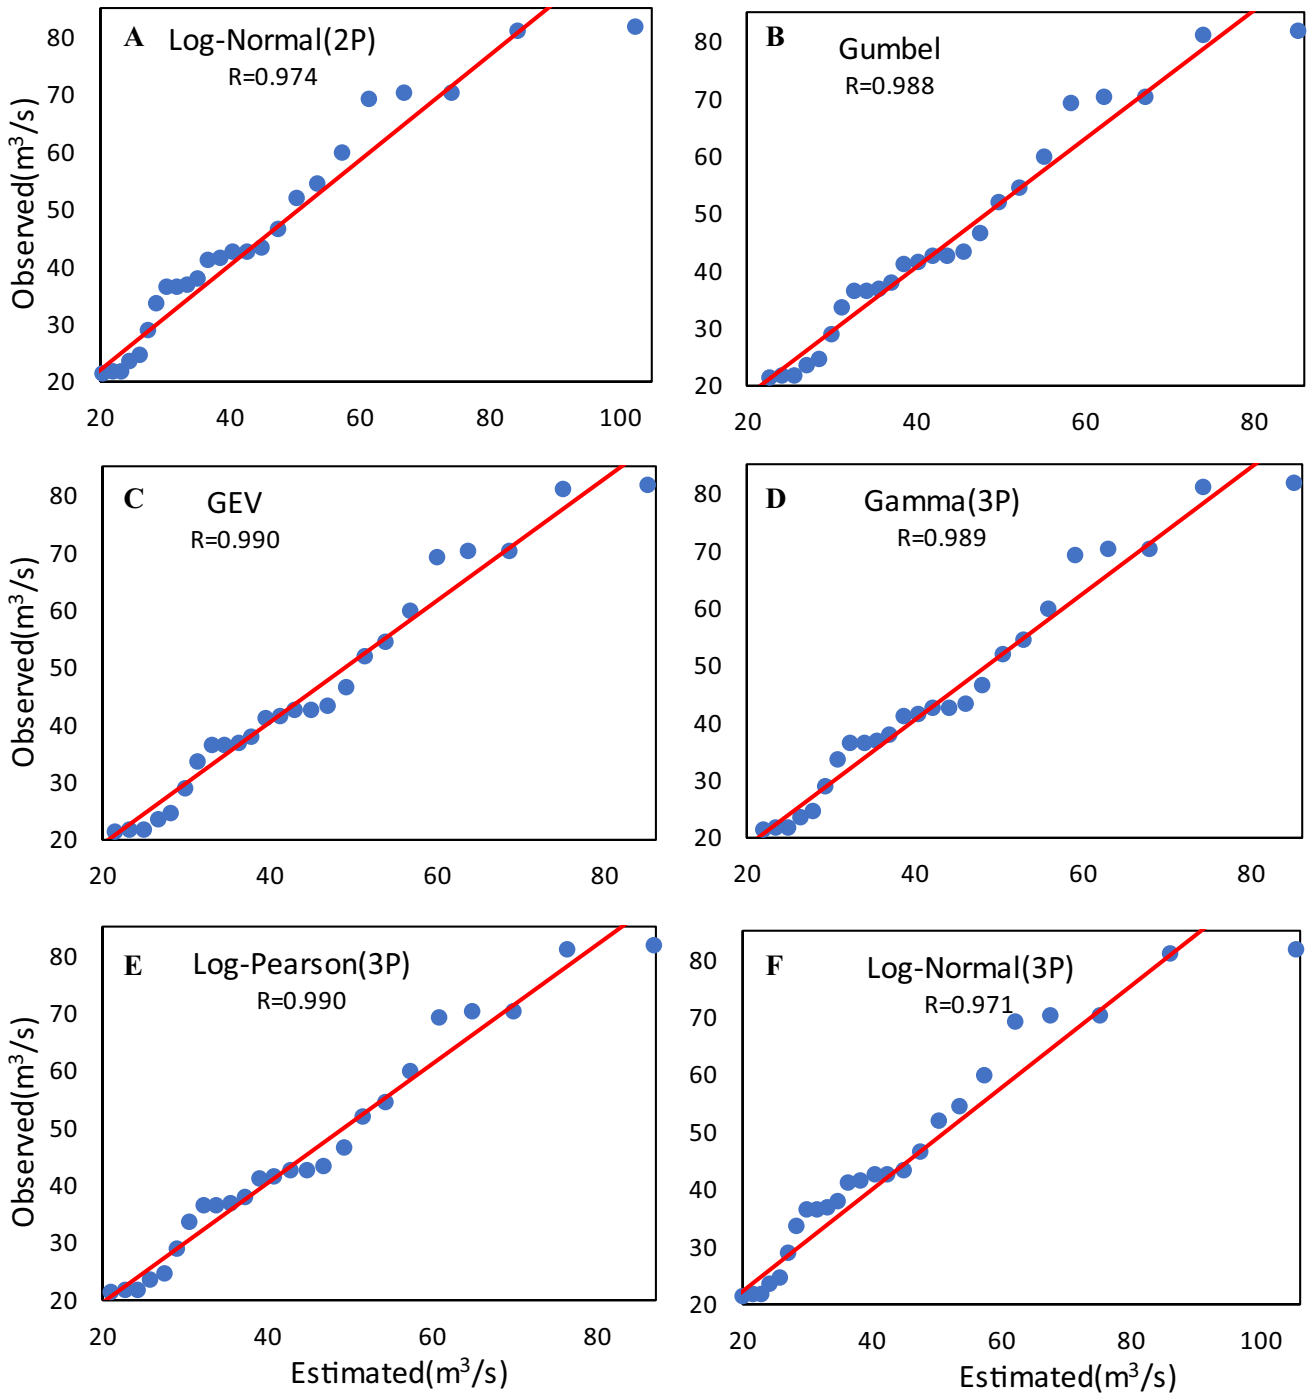 A Log-Normal(2P)
R=0.974
Observed(m³/s)
80
70
60
50
40
30
20
20 40 60 80 100
B Gumbel
R=0.988
80
70
60
50
40
30
20
20 40 60 80
C GEV
R=0.990
Observed(m³/s)
80
70
60
50
40
30
20
20 40 60 80
D Gamma(3P)
R=0.989
80
70
60
50
40
30
20
20 40 60 80
E Log-Pearson(3P)
R=0.990
Observed(m³/s)
80
70
60
50
40
30
20
20 40 60 80
Estimated(m³/s)
F Log-Normal(3P)
R=0.971
80
70
60
50
40
30
20
20 40 60 80 100
Estimated(m³/s)